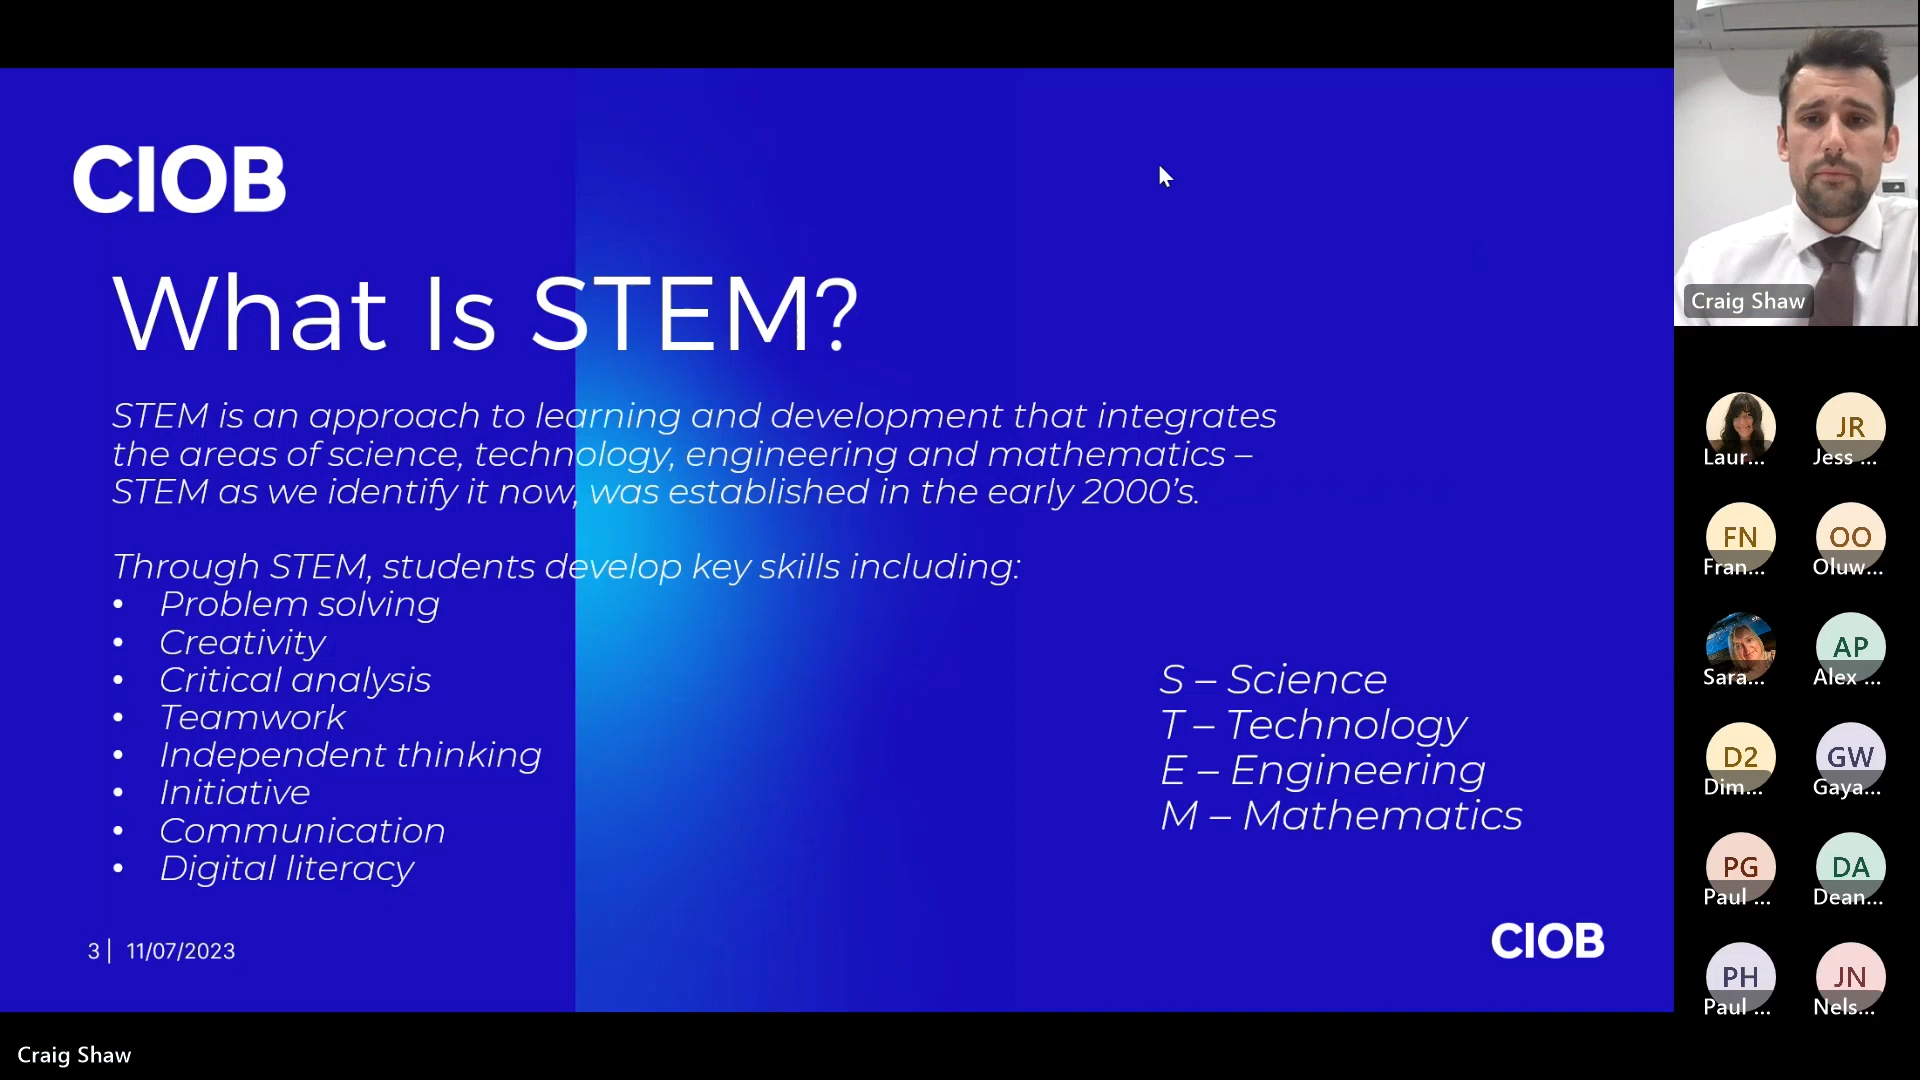 CIOB
What Is STEM?
STEM is an approach to learning and development that integrates
the areas of science, technology, engineering and mathematics –
STEM as we identify it now, was established in the early 2000’s.
Through STEM, students develop key skills including:
• Problem solving
• Creativity
• Critical analysis
• Teamwork
• Independent thinking
• Initiative
• Communication
• Digital literacy
S – Science
T – Technology
E – Engineering
M – Mathematics
3 | 11/07/2023
CIOB
Craig Shaw
Craig Shaw
JR
Laur...
Jess ...
FN
OO
Fran...
Oluw...
AP
Sara...
Alex ...
D2
GW
Dim...
Gaya...
PG
DA
Paul ...
Dean...
PH
JN
Paul ...
Nels...